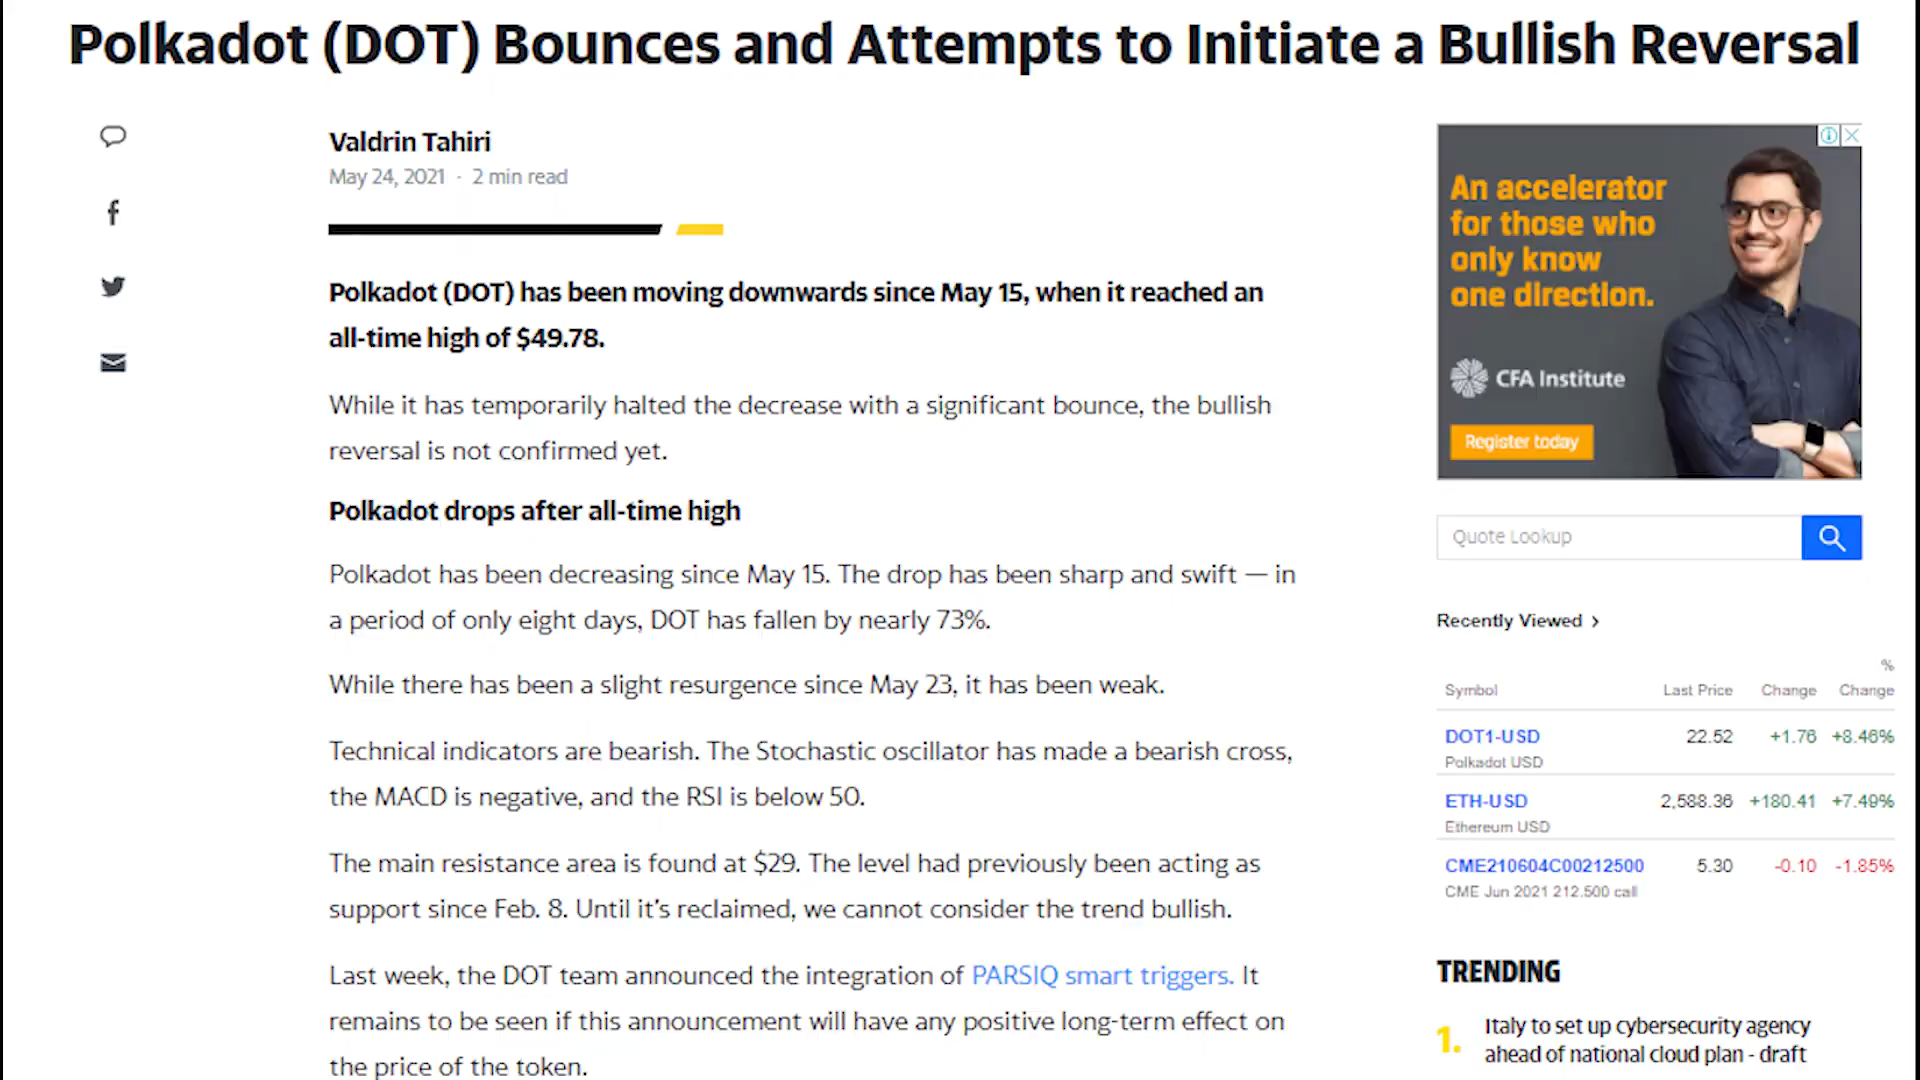 Polkadot (DOT) Bounces and Attempts to Initiate a Bullish Reversal
Valdrin Tahiri
May 24, 2021 · 2 min read
Polkadot (DOT) has been moving downwards since May 15, when it reached an
all-time high of $49.78.
While it has temporarily halted the decrease with a significant bounce, the bullish
reversal is not confirmed yet.
Polkadot drops after all-time high
Polkadot has been decreasing since May 15. The drop has been sharp and swift — in
a period of only eight days, DOT has fallen by nearly 73%.
While there has been a slight resurgence since May 23, it has been weak.
Technical indicators are bearish. The Stochastic oscillator has made a bearish cross,
the MACD is negative, and the RSI is below 50.
The main resistance area is found at $29. The level had previously been acting as
support since Feb. 8. Until it's reclaimed, we cannot consider the trend bullish.
Last week, the DOT team announced the integration of PARSIQ smart triggers. It
remains to be seen if this announcement will have any positive long-term effect on
the price of the token.
An accelerator
for those who
only know
one direction.
CFA Institute
Register today
Quote Lookup
Recently Viewed >
%
Symbol Last Price Change Change
DOT1-USD 22.52 +1.76 +8.46%
Polkadot USD
ETH-USD 2,588.36 +180.41 +7.49%
Ethereum USD
CME210604C00212500 5.30 -0.10 -1.85%
CME Jun 2021 212.500 call
TRENDING
1. Italy to set up cybersecurity agency
ahead of national cloud plan - draft